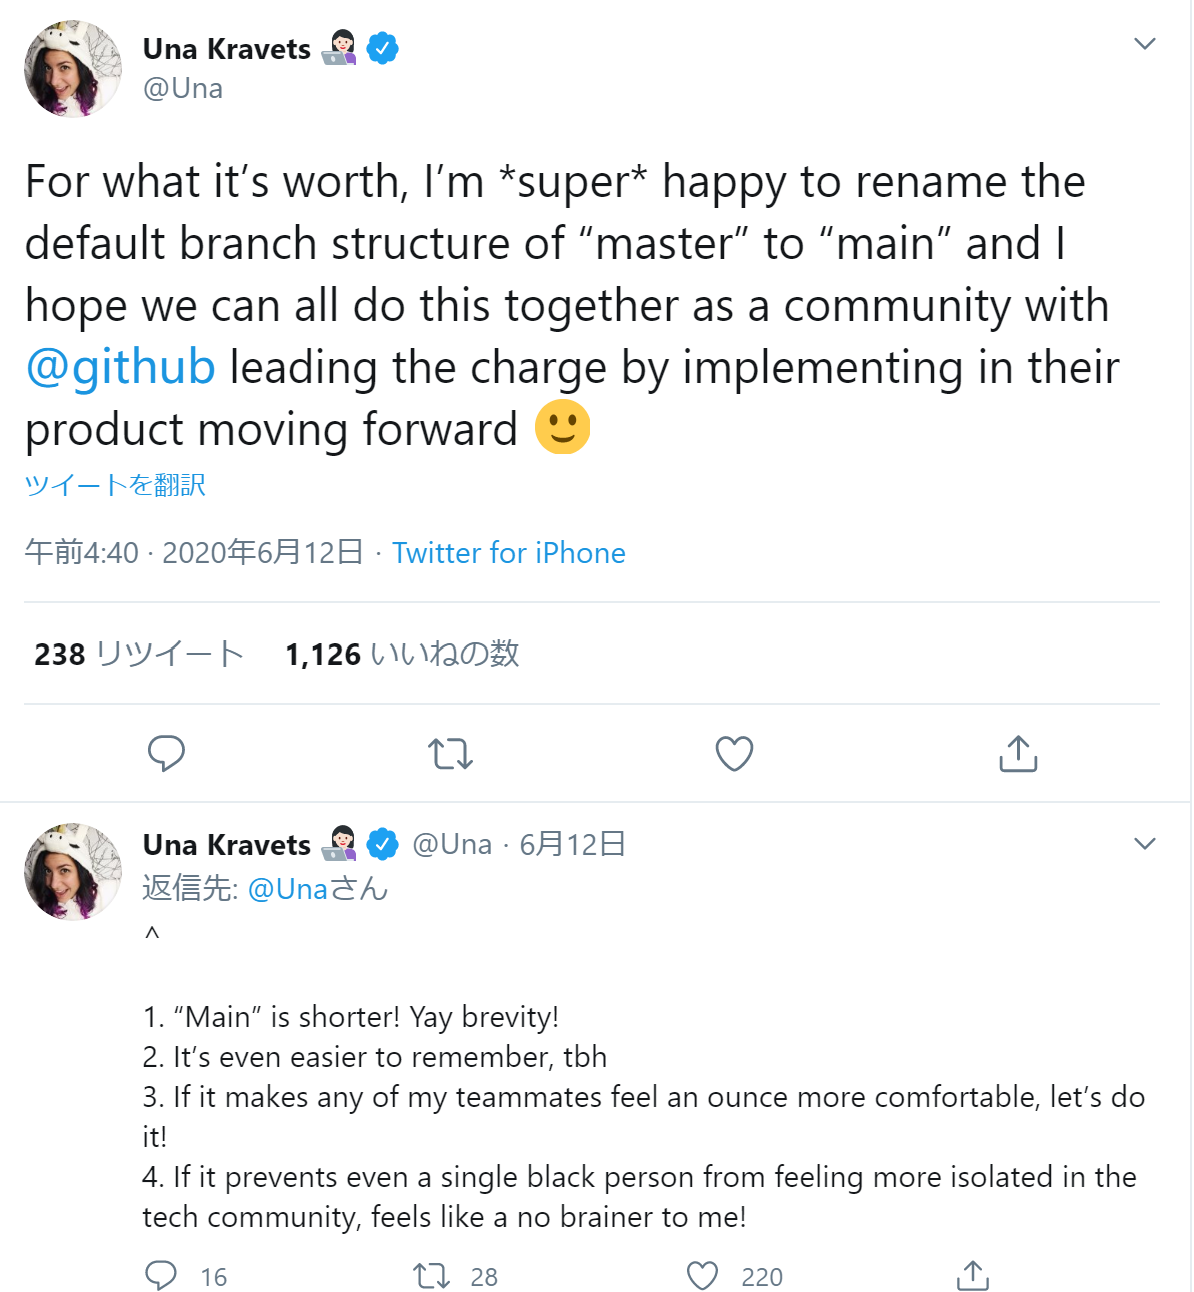 Una Kravets
@Una
For what it’s worth, I’m *super* happy to rename the
default branch structure of “master” to “main” and I
hope we can all do this together as a community with
@github leading the charge by implementing in their
product moving forward
ツイートを翻訳
午前4:40 · 2020年6月12日 · Twitter for iPhone
238 リツイート 1,126 いいねの数
Una Kravets @Una · 6月12日
返信先: @Unaさん
^
1. “Main” is shorter! Yay brevity!
2. It’s even easier to remember, tbh
3. If it makes any of my teammates feel an ounce more comfortable, let’s do
it!
4. If it prevents even a single black person from feeling more isolated in the
tech community, feels like a no brainer to me!
16 28 220